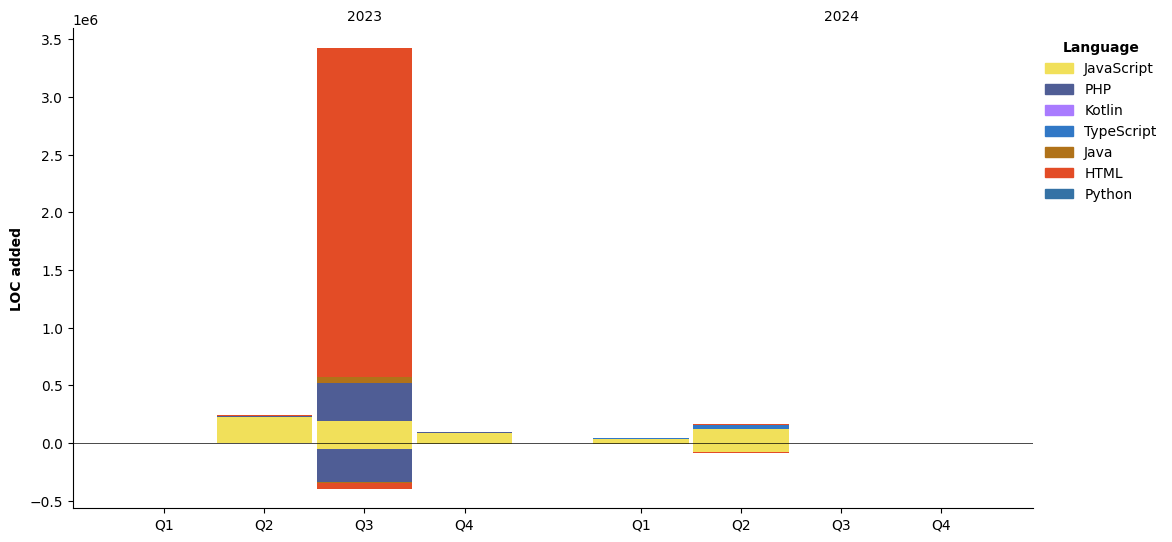 2023 2024
1e6
3.5
3.0
2.5
2.0
1.5
1.0
0.5
0.0
−0.5
LOC added
Q1 Q2 Q3 Q4 Q1 Q2 Q3 Q4
Language
JavaScript
PHP
Kotlin
TypeScript
Java
HTML
Python